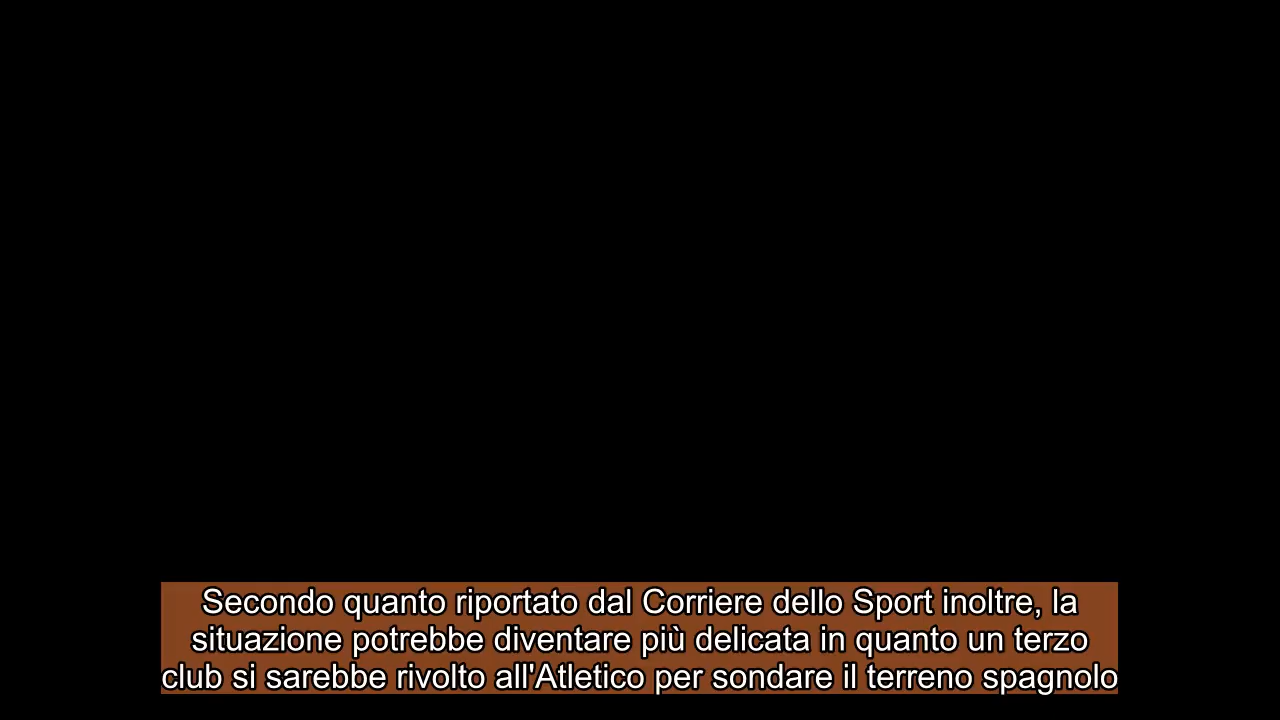 Secondo quanto riportato dal Corriere dello Sport inoltre, la
situazione potrebbe diventare più delicata in quanto un terzo
club si sarebbe rivolto all'Atletico per sondare il terreno spagnolo